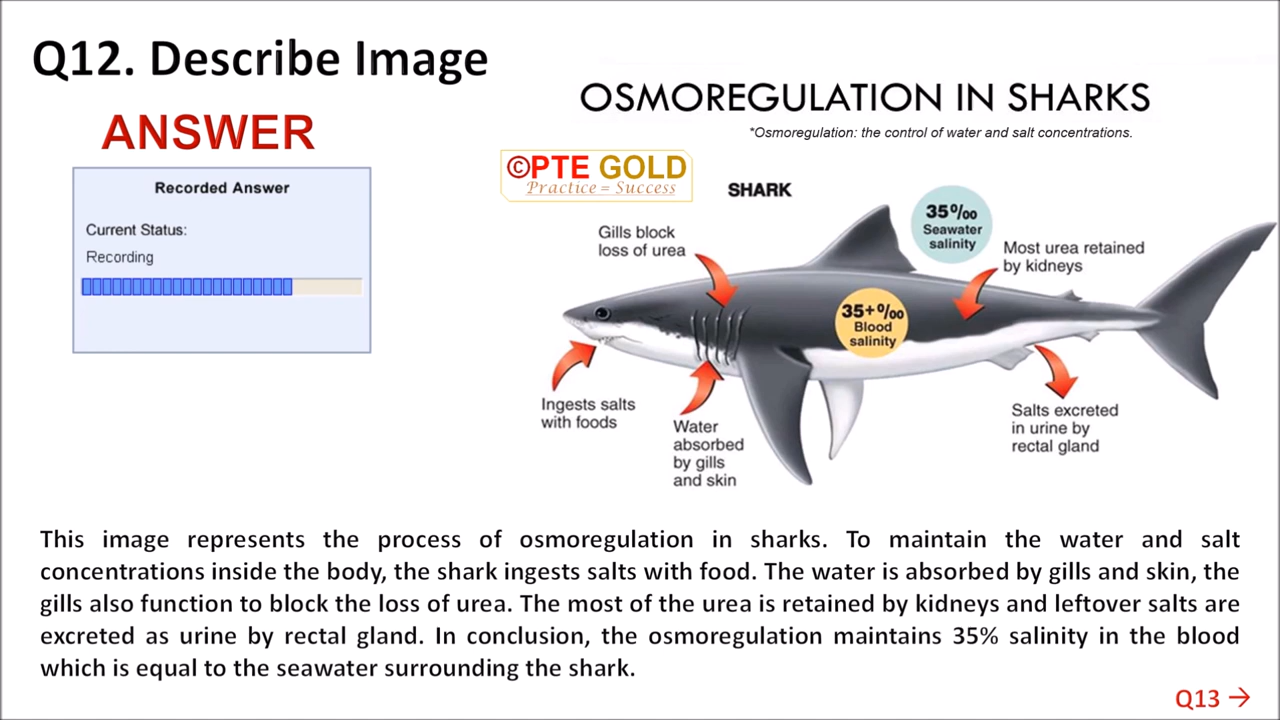 Q12. Describe Image
ANSWER
Recorded Answer
Current Status:
Recording
OSMOREGULATION IN SHARKS
*Osmoregulation: the control of water and salt concentrations.
©PTE GOLD
Practice = Success
SHARK
35‰
Seawater
salinity
Gills block
loss of urea
Most urea retained
by kidneys
35+‰
Blood
salinity
Ingests salts
with foods
Water
absorbed
by gills
and skin
Salts excreted
in urine by
rectal gland
This image represents the process of osmoregulation in sharks. To maintain the water and salt
concentrations inside the body, the shark ingests salts with food. The water is absorbed by gills and skin, the
gills also function to block the loss of urea. The most of the urea is retained by kidneys and leftover salts are
excreted as urine by rectal gland. In conclusion, the osmoregulation maintains 35% salinity in the blood
which is equal to the seawater surrounding the shark.
Q13 →